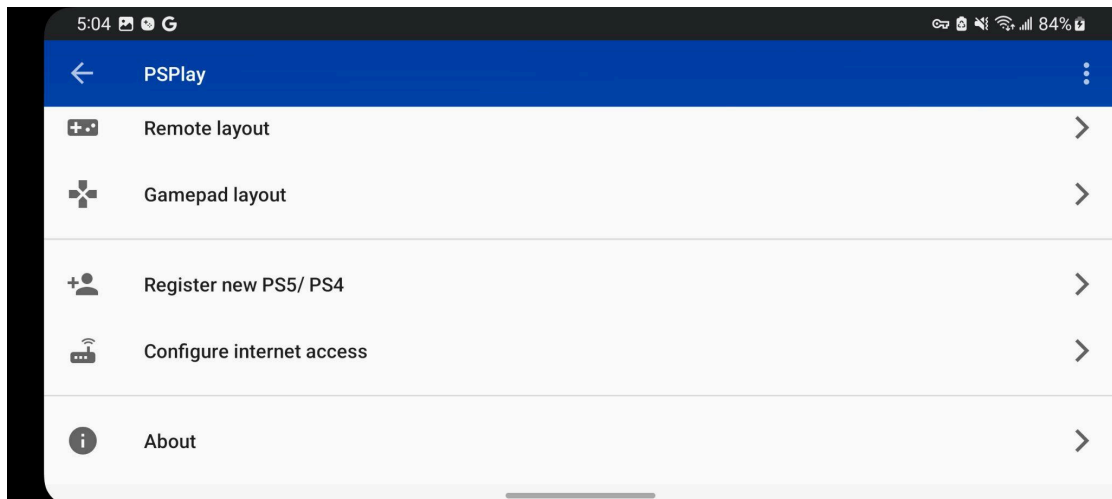 5:04 G 84%
PSPlay
Remote layout
Gamepad layout
Register new PS5/ PS4
Configure internet access
About